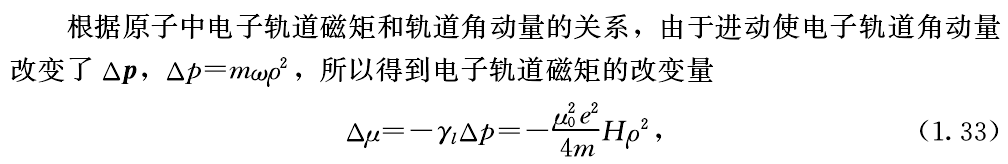 根据原子中电子轨道磁矩和轨道角动量的关系，由于进动使电子轨道角动量
改变了 Δp，Δp=mωρ²，所以得到电子轨道磁矩的改变量
Δμ=−γₗΔp=−\frac{μ₀²e²}{4m}Hρ²， (1.33)